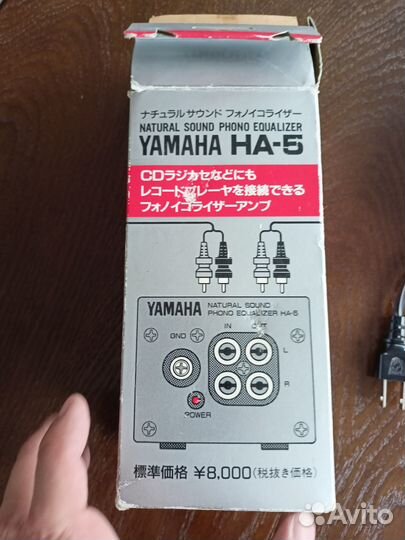 ナチュラルサウンド フォノイコライザー
NATURAL SOUND PHONO EQUALIZER
YAMAHA HA-5
CDラジカセなどにも
レコードプレーヤを接続できる
フォノイコライザーアンプ
YAMAHA NATURAL SOUND
PHONO EQUALIZER HA-5
GND IN OUT
L
R
POWER
標準価格 ¥8,000(税抜き価格)
Avito